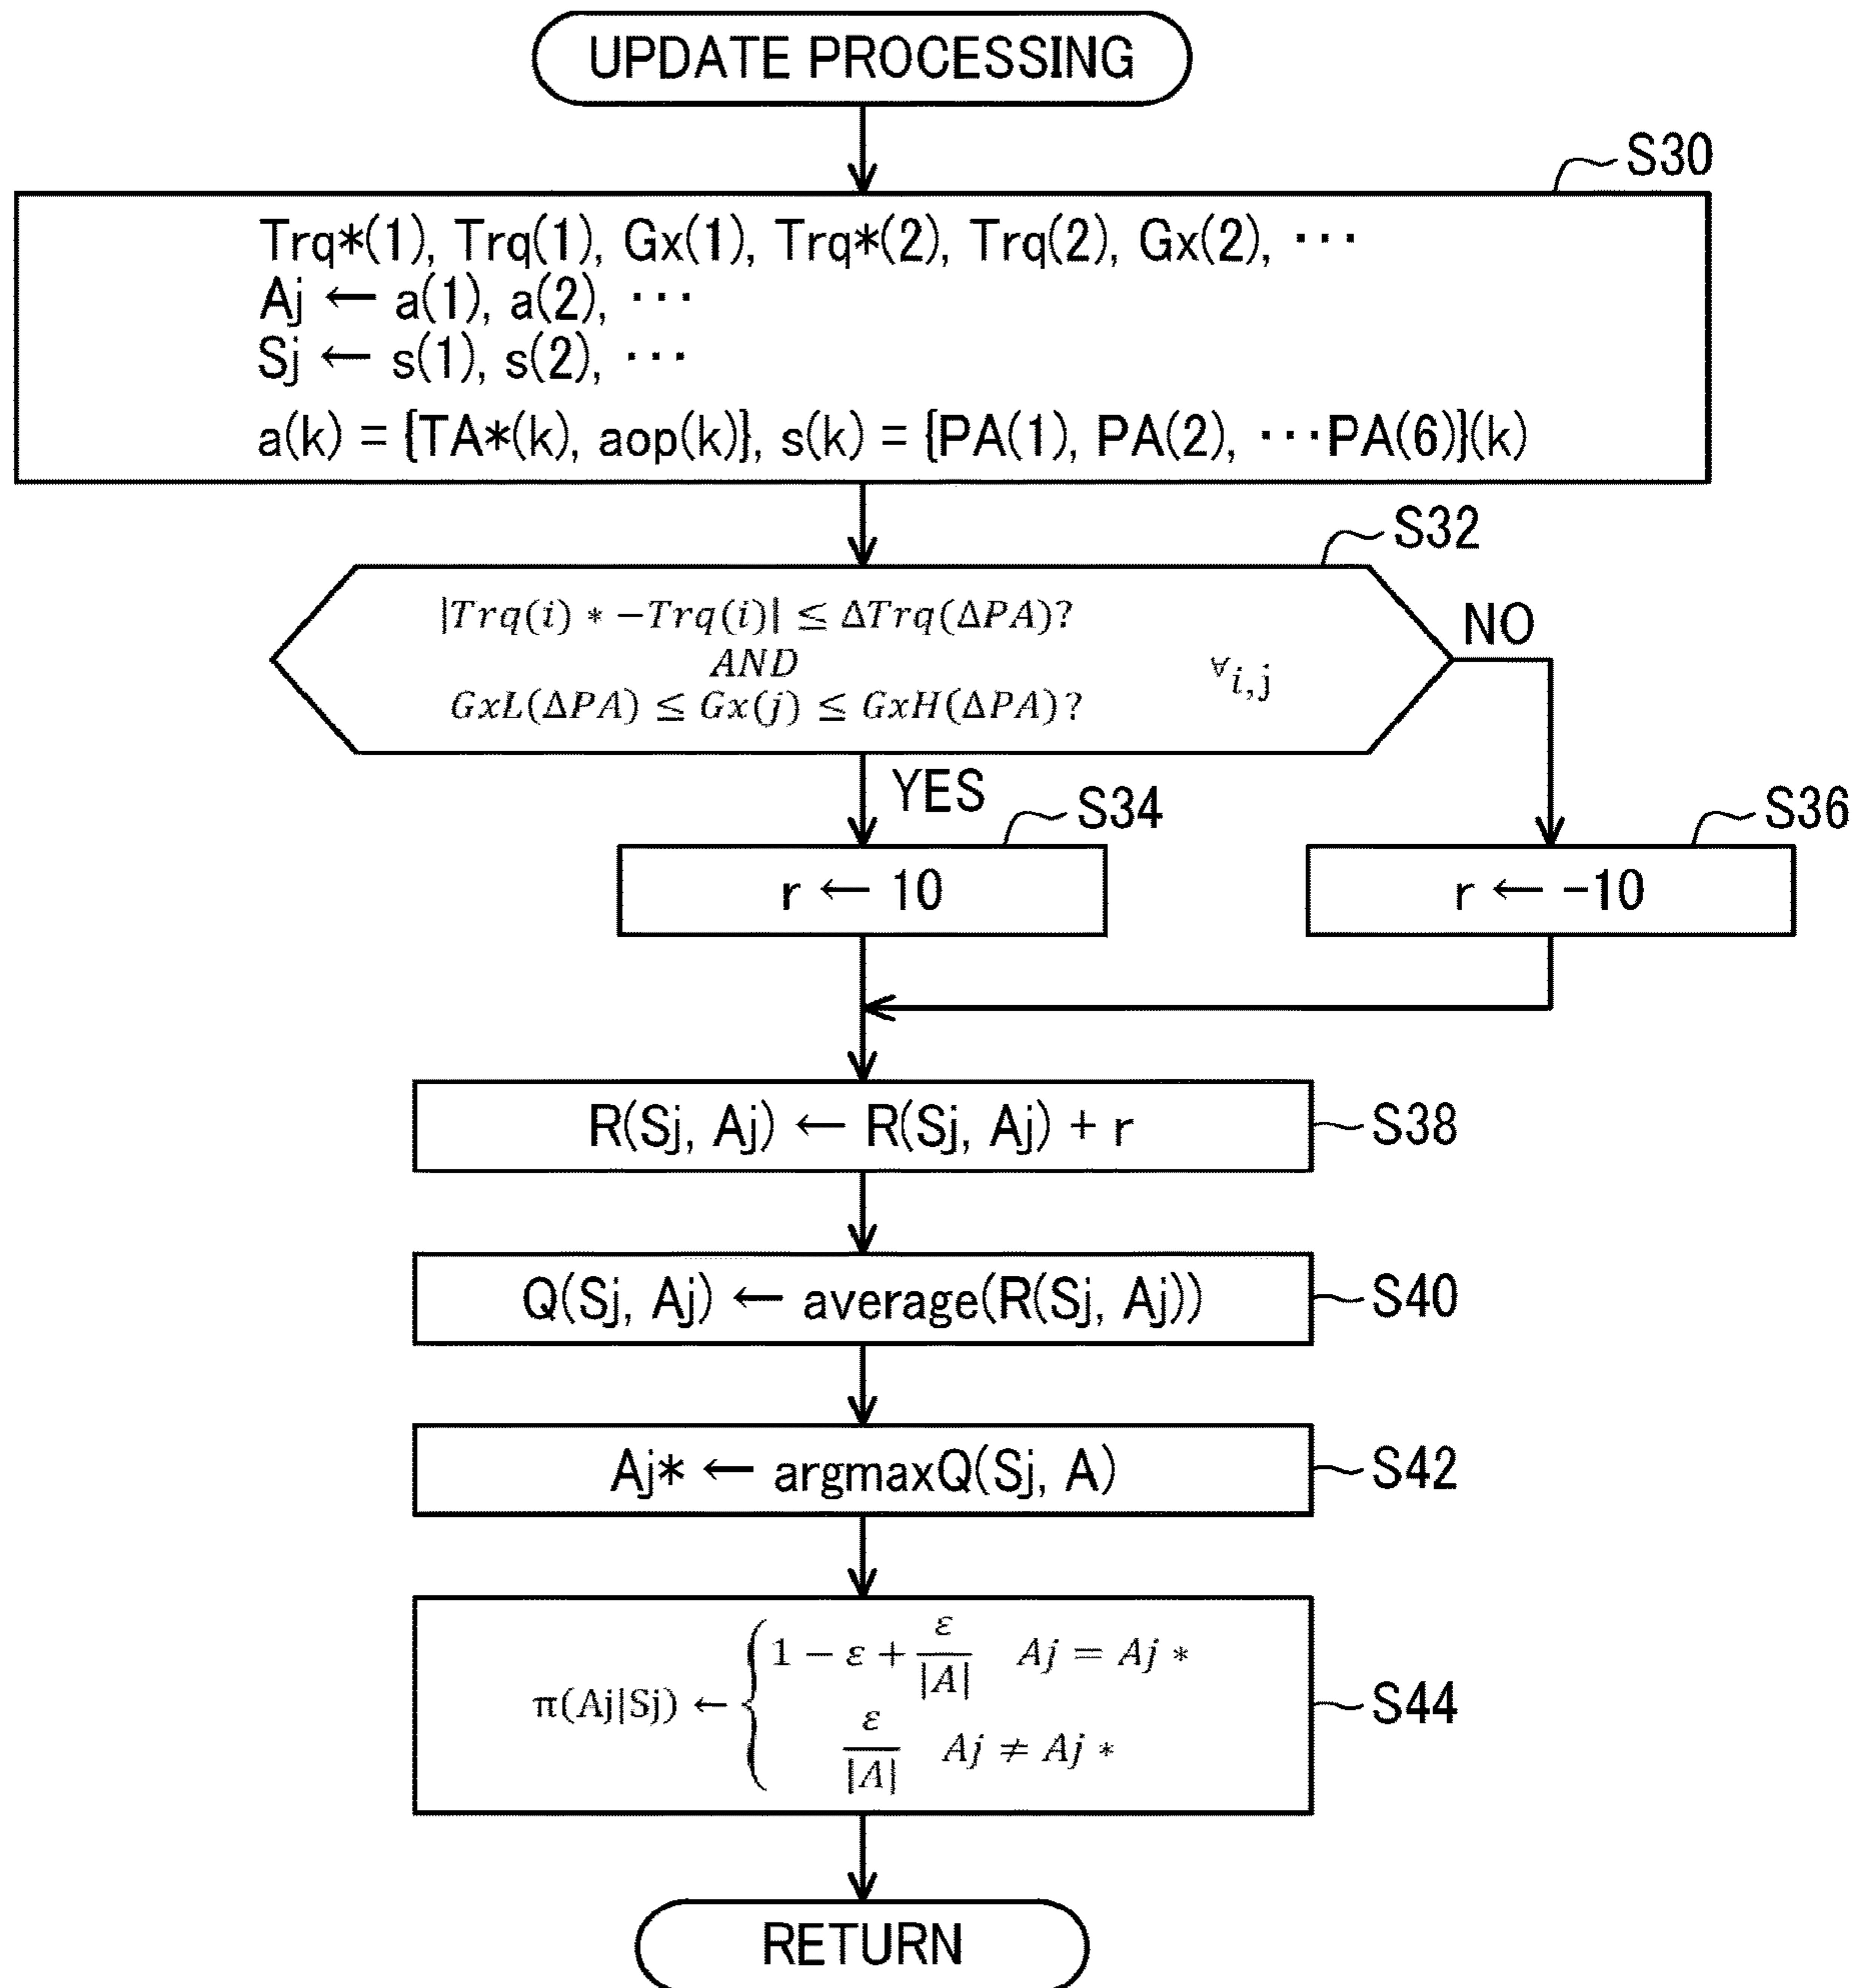 UPDATE PROCESSING
S30
Trq*(1), Trq(1), Gx(1), Trq*(2), Trq(2), Gx(2), ···
Aj ← a(1), a(2), ···
Sj ← s(1), s(2), ···
a(k) = {TA*(k), aop(k)}, s(k) = {PA(1), PA(2), ···PA(6)}(k)
S32
|Trq(i) * −Trq(i)| ≤ ΔTrq(ΔPA)?
AND
GxL(ΔPA) ≤ Gx(j) ≤ GxH(ΔPA)?
∀i,j
NO
YES
S34
r ← 10
S36
r ← -10
R(Sj, Aj) ← R(Sj, Aj) + r
S38
Q(Sj, Aj) ← average(R(Sj, Aj))
S40
Aj* ← argmaxQ(Sj, A)
S42
π(Aj|Sj) ← { 1 − ε + ε/|A| Aj = Aj *
ε/|A| Aj ≠ Aj *
S44
RETURN